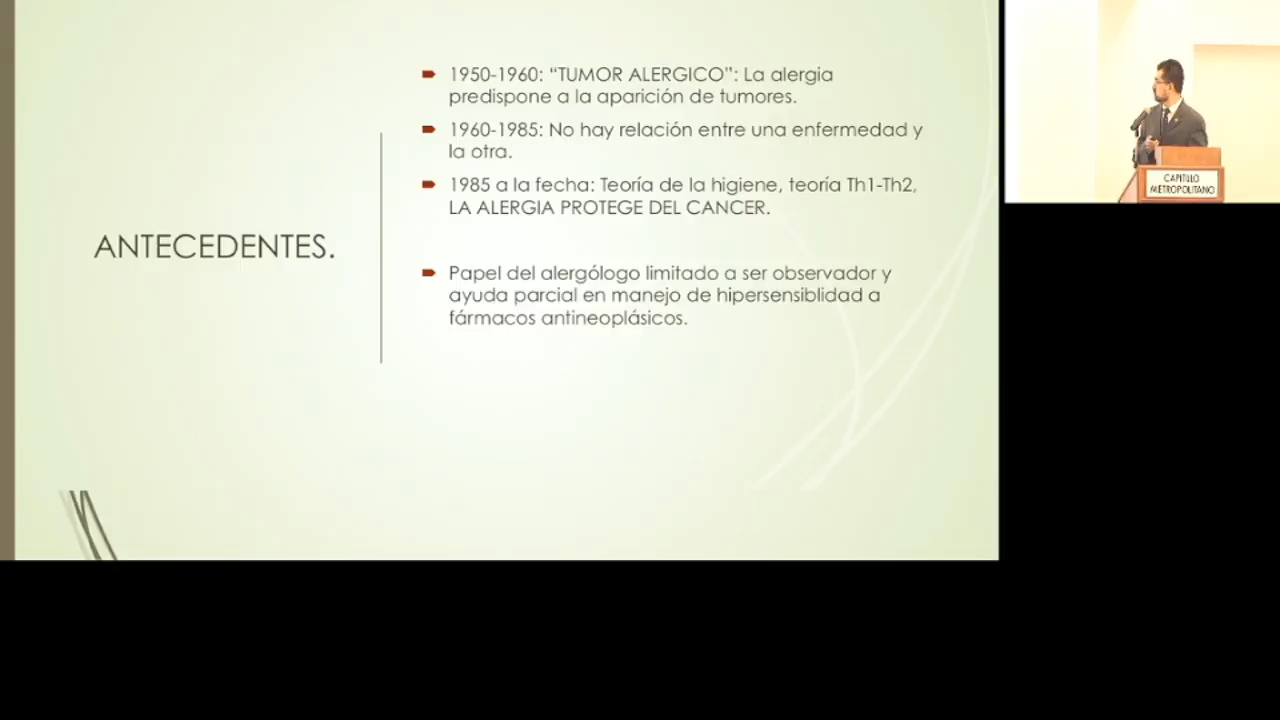 ANTECEDENTES.
1950-1960: “TUMOR ALERGICO”: La alergia
predispone a la aparición de tumores.
1960-1985: No hay relación entre una enfermedad y
la otra.
1985 a la fecha: Teoría de la higiene, teoría Th1-Th2,
LA ALERGIA PROTEGE DEL CANCER.
Papel del alergólogo limitado a ser observador y
ayuda parcial en manejo de hipersensiblidad a
fármacos antineoplásicos.
CAPITULO
METROPOLITANO